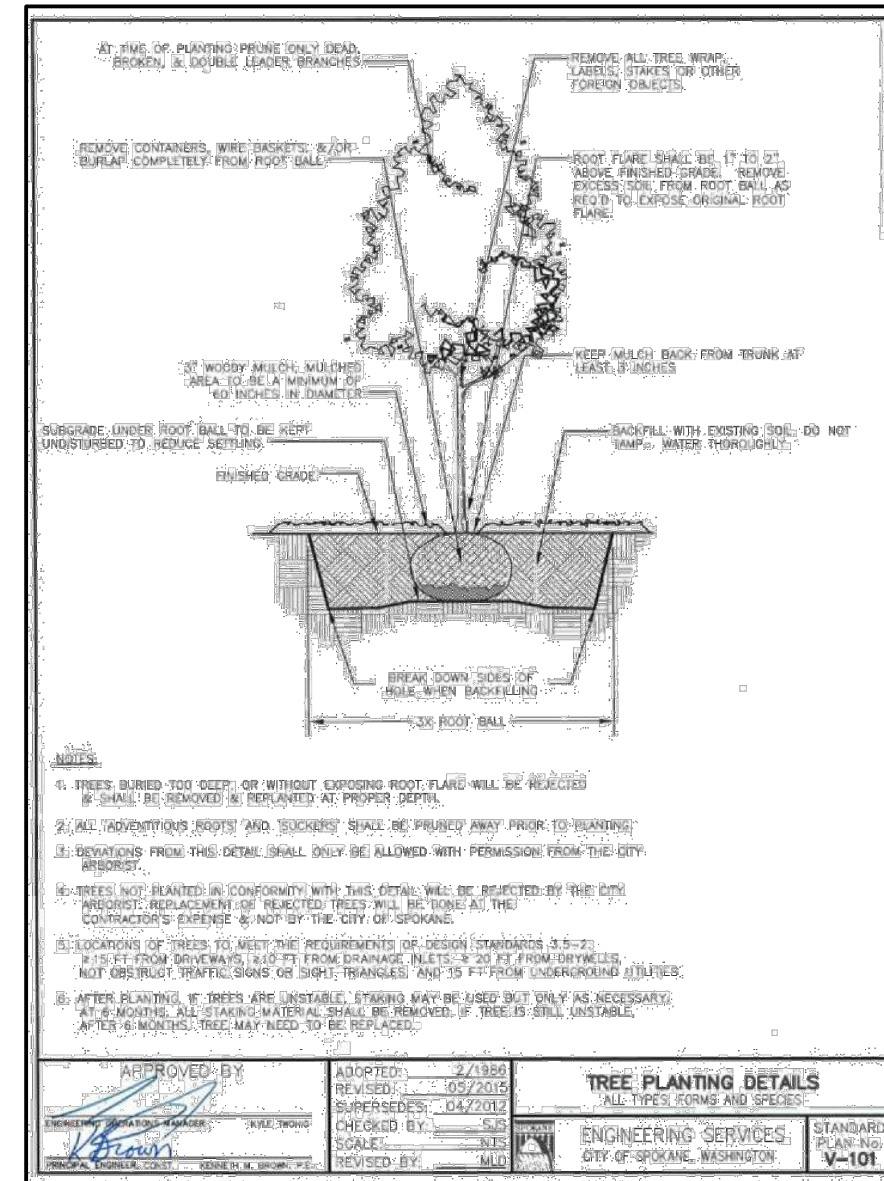 AT TIME OF PLANTING PRUNE ONLY DEAD,
BROKEN, & DOUBLE LEADER BRANCHES
REMOVE ALL TREE WRAP,
LABELS, STAKES OR OTHER
FOREIGN OBJECTS.
REMOVE CONTAINERS, WIRE BASKETS, &/OR
BURLAP COMPLETELY FROM ROOT BALL
ROOT FLARE SHALL BE 1" TO 2"
ABOVE FINISHED GRADE. REMOVE
EXCESS SOIL FROM ROOT BALL AS
REQ'D TO EXPOSE ORIGINAL ROOT
FLARE.
KEEP MULCH BACK FROM TRUNK AT
LEAST 3 INCHES
3" WOODY MULCH, MULCHED
AREA TO BE A MINIMUM OF
60 INCHES IN DIAMETER
SUBGRADE UNDER ROOT BALL TO BE KEPT
UNDISTURBED TO REDUCE SETTLING
BACKFILL WITH EXISTING SOIL, DO NOT
TAMP. WATER THOROUGHLY
FINISHED GRADE
BREAK DOWN SIDES OF
HOLE WHEN BACKFILLING
3X ROOT BALL
NOTES:
1. TREES BURIED TOO DEEP, OR WITHOUT EXPOSING ROOT FLARE WILL BE REJECTED
& SHALL BE REMOVED & REPLANTED AT PROPER DEPTH.
2. ALL "ADVENTITIOUS ROOTS" AND "SUCKERS" SHALL BE PRUNED AWAY PRIOR TO PLANTING
3. DEVIATIONS FROM THIS DETAIL SHALL ONLY BE ALLOWED WITH PERMISSION FROM THE CITY
ARBORIST.
4. TREES NOT PLANTED IN CONFORMITY WITH THIS DETAIL WILL BE REJECTED BY THE CITY
ARBORIST. REPLACEMENT OF REJECTED TREES WILL BE DONE AT THE
CONTRACTOR'S EXPENSE & NOT BY THE CITY OF SPOKANE.
5. LOCATIONS OF TREES TO MEET THE REQUIREMENTS OF DESIGN STANDARDS 3.5-2:
≥ 15 FT FROM DRIVEWAYS, ≥ 10 FT FROM DRAINAGE INLETS, ≥ 20 FT FROM DRYWELLS,
NOT OBSTRUCT TRAFFIC SIGNS OR SIGHT TRIANGLES, AND 15 FT FROM UNDERGROUND UTILITIES.
6. AFTER PLANTING, IF TREES ARE UNSTABLE, STAKING MAY BE USED BUT ONLY AS NECESSARY.
AT 6 MONTHS, ALL STAKING MATERIAL SHALL BE REMOVED. IF TREE IS STILL UNSTABLE,
AFTER 6 MONTHS, TREE MAY NEED TO BE REPLACED.
APPROVED BY
ENGINEERING OPERATIONS MANAGER KYLE TWOHIG
K Brown
PRINCIPAL ENGINEER, CONST. KENNETH M. BROWN, P.E.
ADOPTED: 2/1986
REVISED: 05/2015
SUPERSEDES: 04/2012
CHECKED BY: SJS
SCALE: NTS
REVISED BY: MLD
TREE PLANTING DETAILS
ALL TYPES, FORMS AND SPECIES
SPOKANE
ENGINEERING SERVICES
CITY OF SPOKANE, WASHINGTON
STANDARD
PLAN No.
V-101